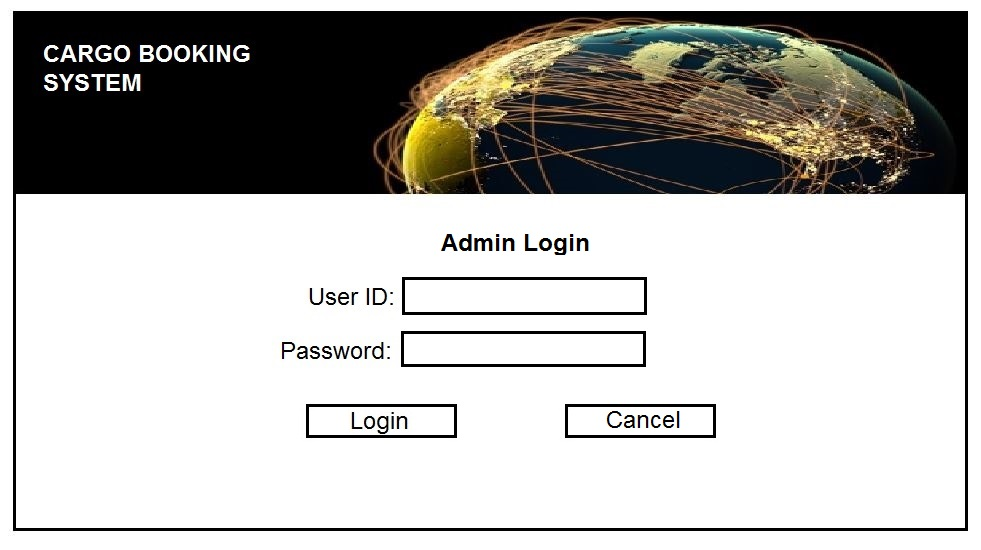 CARGO BOOKING
SYSTEM
Admin Login
User ID:
Password:
Login Cancel